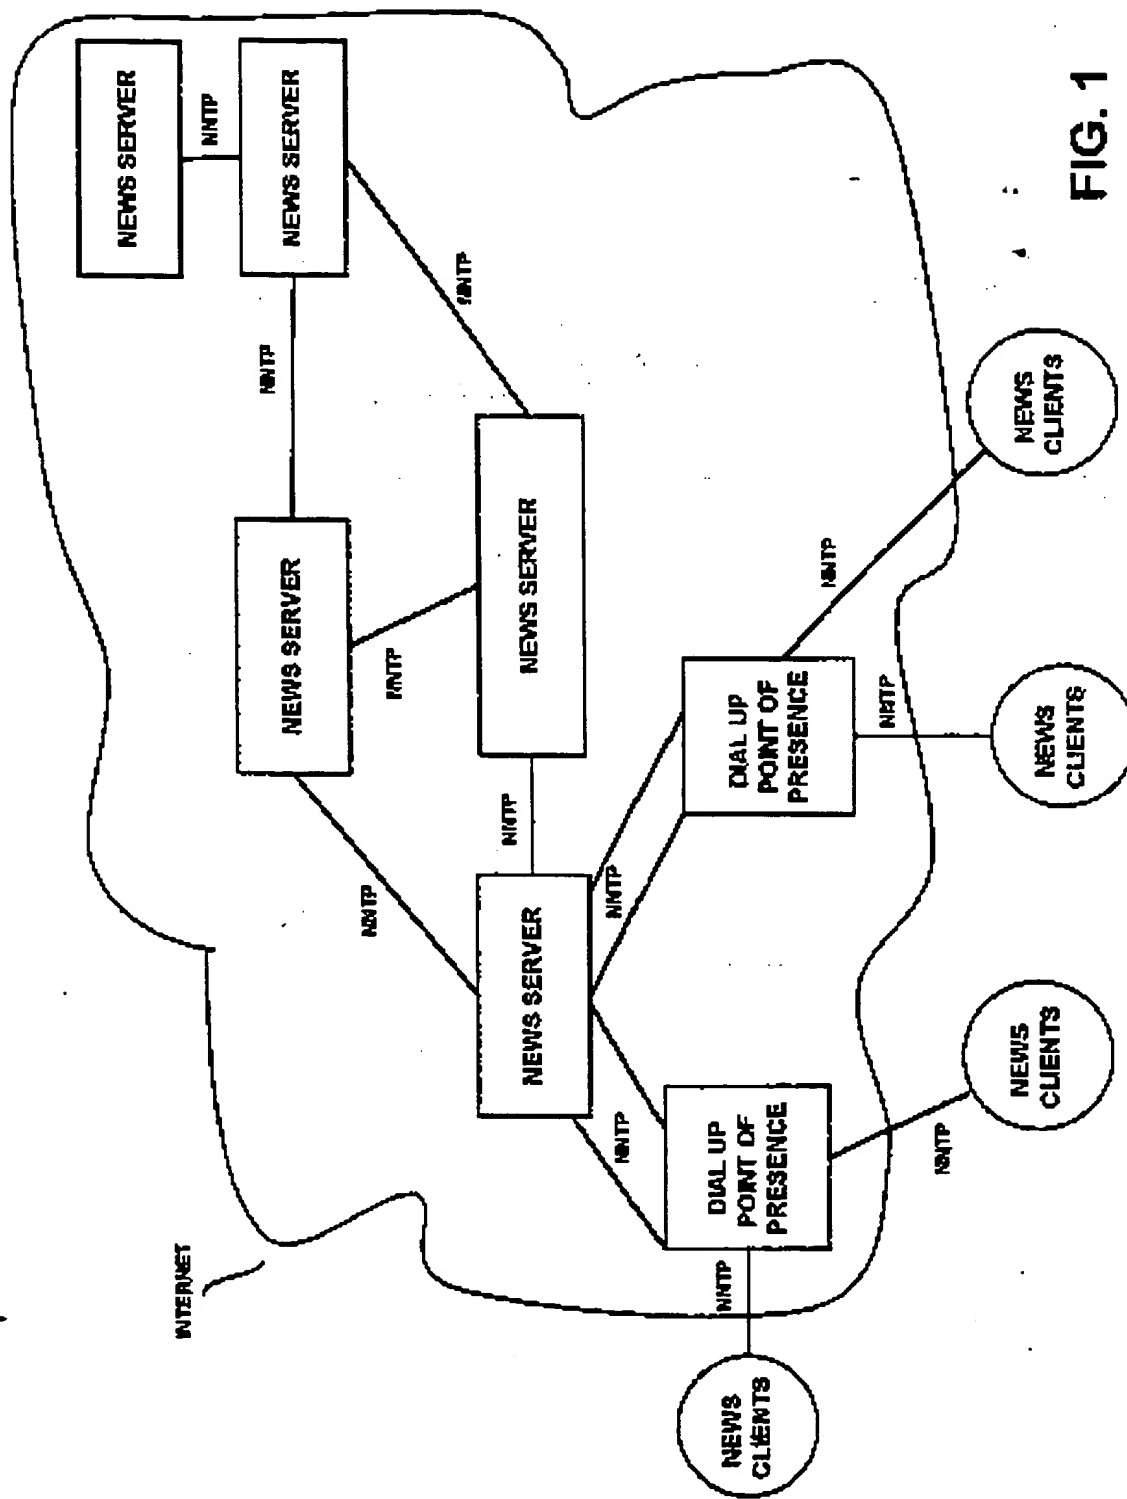 INTERNET
NEWS SERVER
NNTP
NEWS SERVER
NNTP
NEWS SERVER
NNTP
NNTP
NNTP
NEWS SERVER
NNTP
NEWS SERVER
NNTP
NNTP
DIAL UP
POINT OF
PRESENCE
DIAL UP
POINT OF
PRESENCE
NNTP
NNTP
NNTP
NNTP
NEWS
CLIENTS
NEWS
CLIENTS
NEWS
CLIENTS
NEWS
CLIENTS
FIG. 1